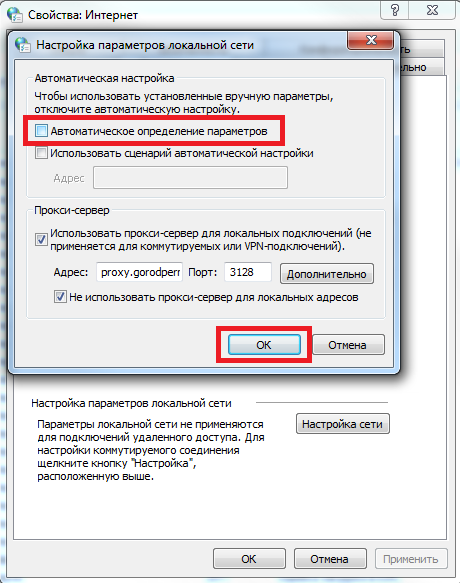 Свойства: Интернет
Настройка параметров локальной сети
Автоматическая настройка
Чтобы использовать установленные вручную параметры,
отключите автоматическую настройку.
Автоматическое определение параметров
Использовать сценарий автоматической настройки
Адрес
Прокси-сервер
Использовать прокси-сервер для локальных подключений (не
применяется для коммутируемых или VPN-подключений).
Адрес: proxy.gorodperm Порт: 3128 Дополнительно
Не использовать прокси-сервер для локальных адресов
ОК Отмена
Настройка параметров локальной сети
Параметры локальной сети не применяются
для подключений удаленного доступа. Для
настройки коммутируемого соединения
щелкните кнопку "Настройка",
расположенную выше.
Настройка сети
ОК Отмена Применить